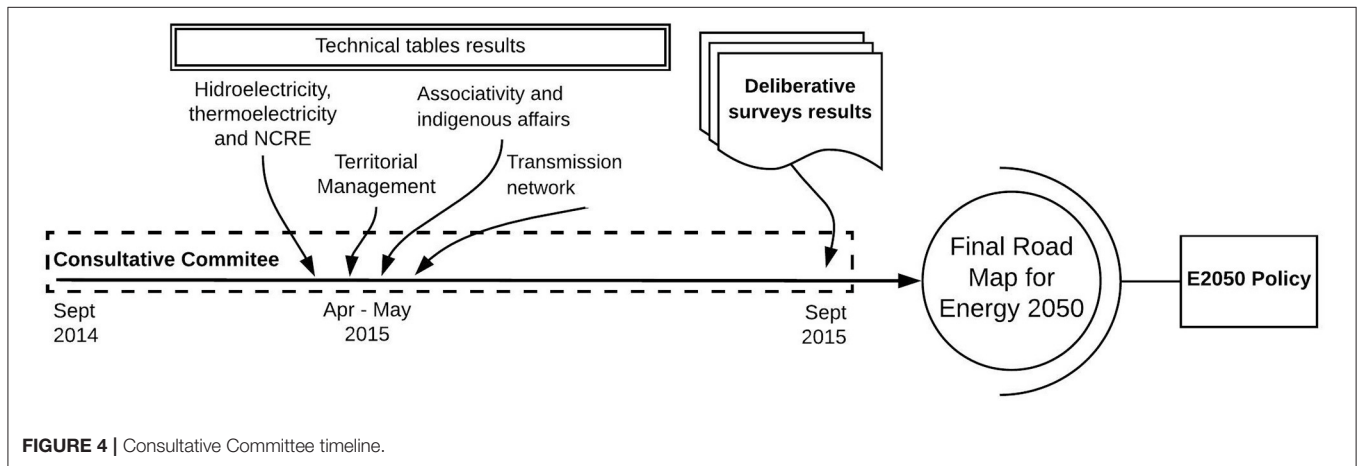 Technical tables results
Hidroelectricity,
thermoelectricity
and NCRE
Territorial
Management
Associativity and
indigenous affairs
Transmission
network
Deliberative
surveys results
Consultative Commitee
Sept
2014
Apr - May
2015
Sept
2015
Final Road
Map for
Energy 2050
E2050 Policy
FIGURE 4 | Consultative Committee timeline.